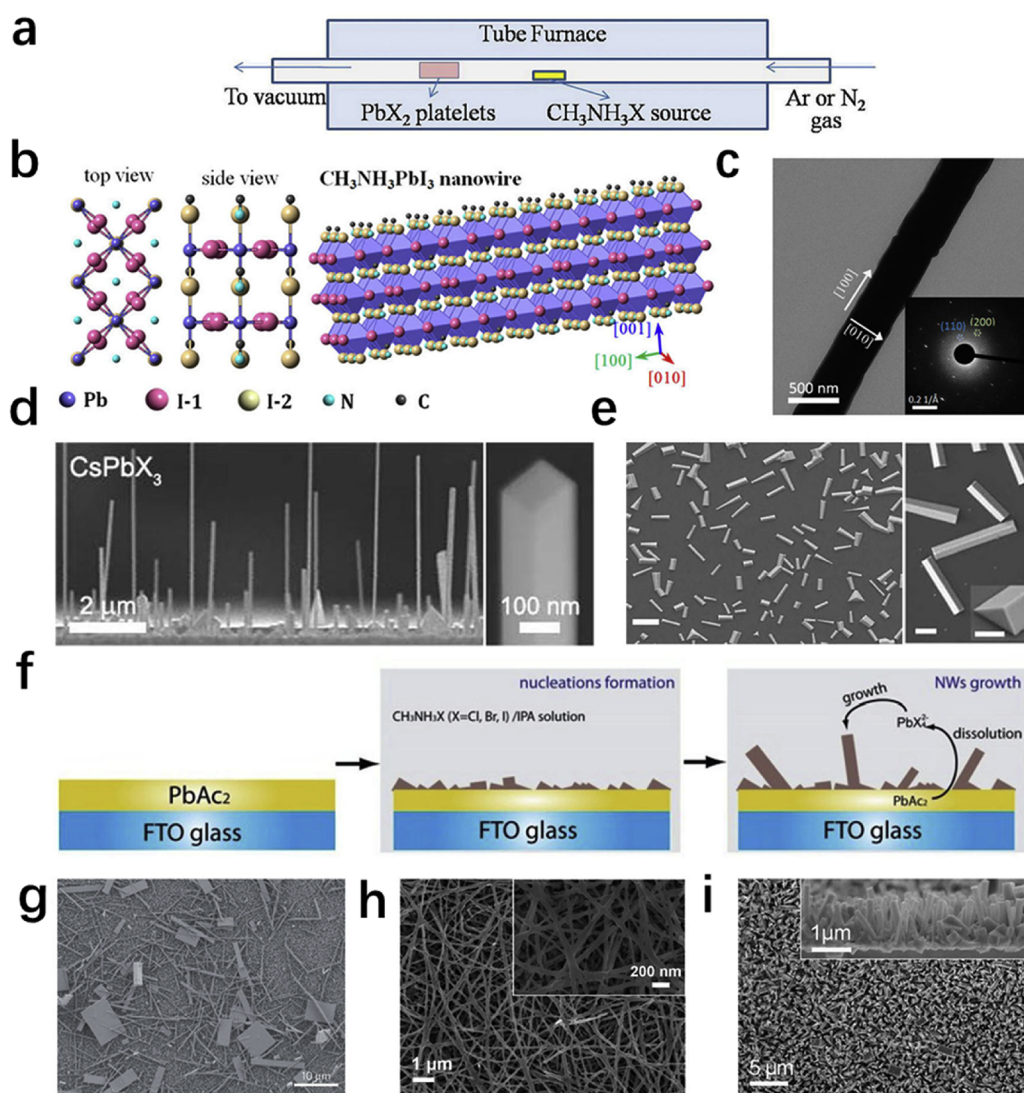 a
Tube Furnace
To vacuum
PbX2 platelets
CH3NH3X source
Ar or N2
gas
b
top view
side view
CH3NH3PbI3 nanowire
[001]
[100]
[010]
Pb
I-1
I-2
N
C
c
[100]
[010]
500 nm
(110)
(200)
0.2 1/Å
d
CsPbX3
2 μm
100 nm
e
f
PbAc2
FTO glass
nucleations formation
CH3NH3X (X=Cl, Br, I) /IPA solution
FTO glass
NWs growth
growth
dissolution
PbAc2
FTO glass
g
10 μm
h
1 μm
200 nm
i
1μm
5 μm